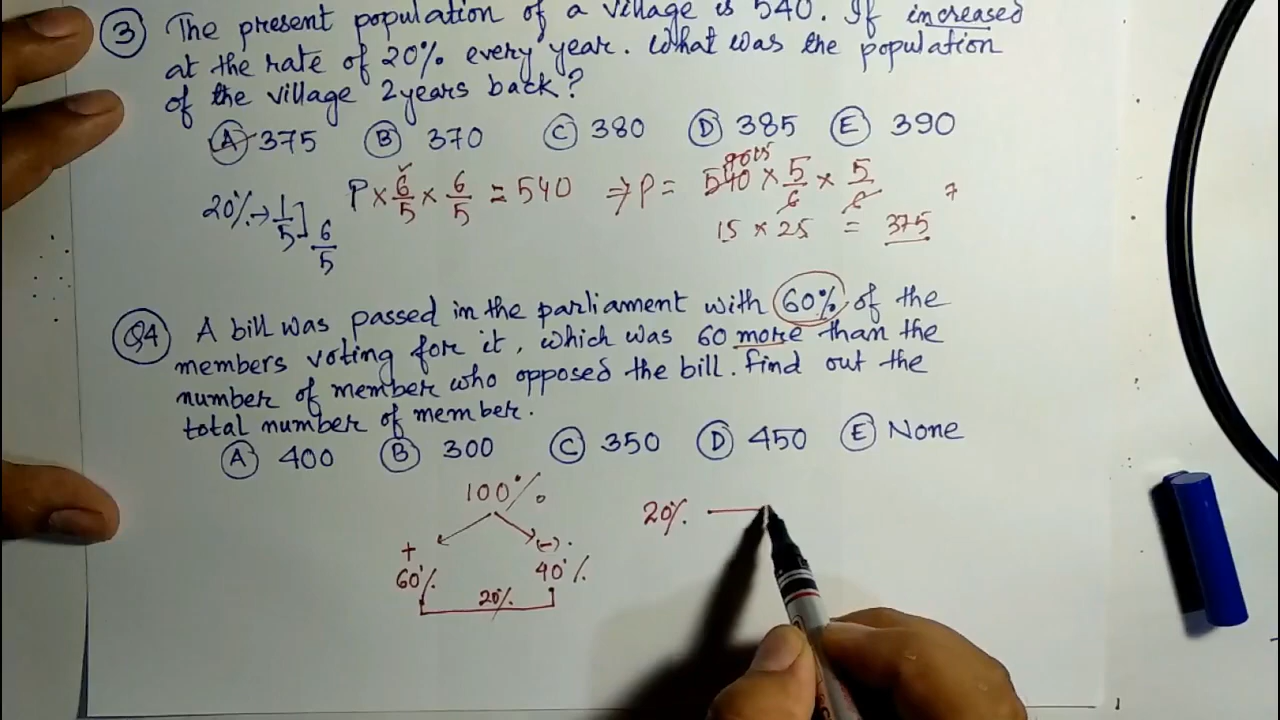 3 The present population of a village is 540. If increased
at the rate of 20% every year. What was the population
of the village 2 years back?
A 375 B 370 C 380 D 385 E 390
20% → 1/5 ] 6/5 P × 6/5 × 6/5 = 540 ⇒ P = 540 × 5/6 × 5/6
90 15
15 × 25 = 375
Q4 A bill was passed in the parliament with 60% of the
members voting for it, which was 60 more than the
number of member who opposed the bill. find out the
total number of member.
A 400 B 300 C 350 D 450 E None
100%
20%
+ (-)
60% 40%
20%